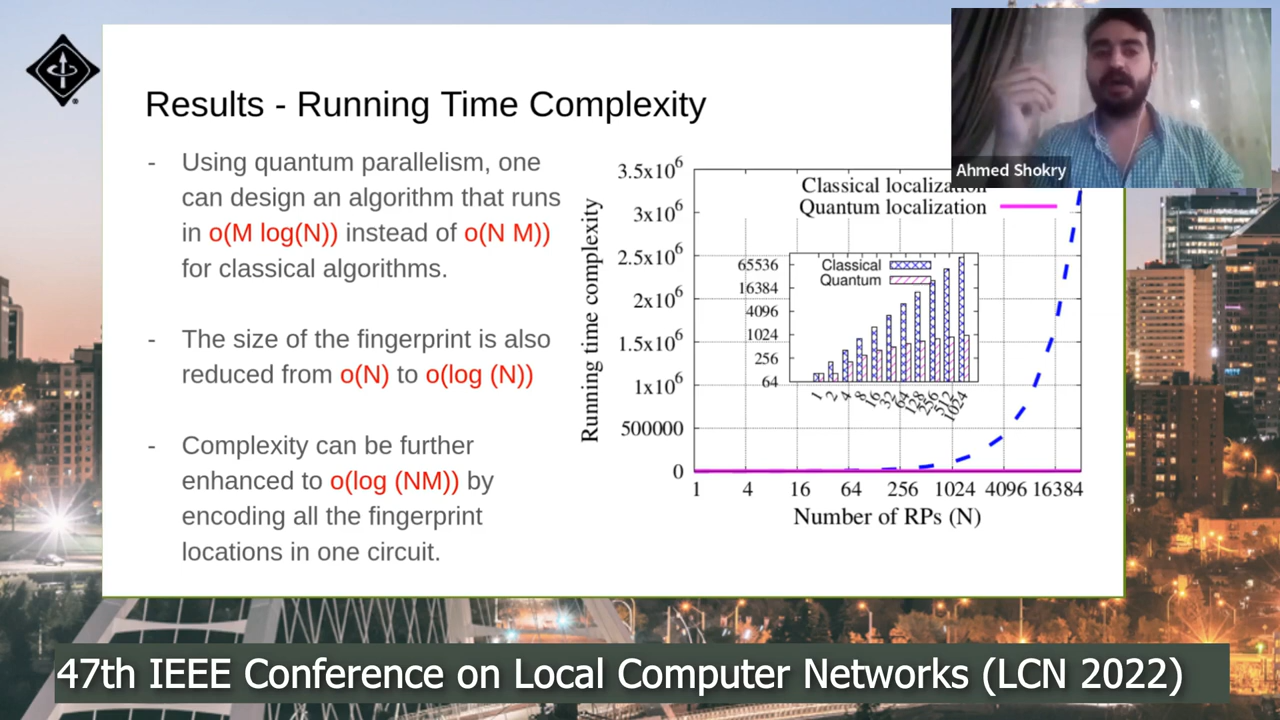 Results - Running Time Complexity
- Using quantum parallelism, one
can design an algorithm that runs
in o(M log(N)) instead of o(N M))
for classical algorithms.
- The size of the fingerprint is also
reduced from o(N) to o(log (N))
- Complexity can be further
enhanced to o(log (NM)) by
encoding all the fingerprint
locations in one circuit.
Running time complexity
3.5x10⁶
3x10⁶
2.5x10⁶
2x10⁶
1.5x10⁶
1x10⁶
500000
0
Classical localization
Quantum localization
Classical
Quantum
65536
16384
4096
1024
256
64
1 2 4 8 16 32 64 128 256 512 1024
1 4 16 64 256 1024 4096 16384
Number of RPs (N)
Ahmed Shokry
47th IEEE Conference on Local Computer Networks (LCN 2022)